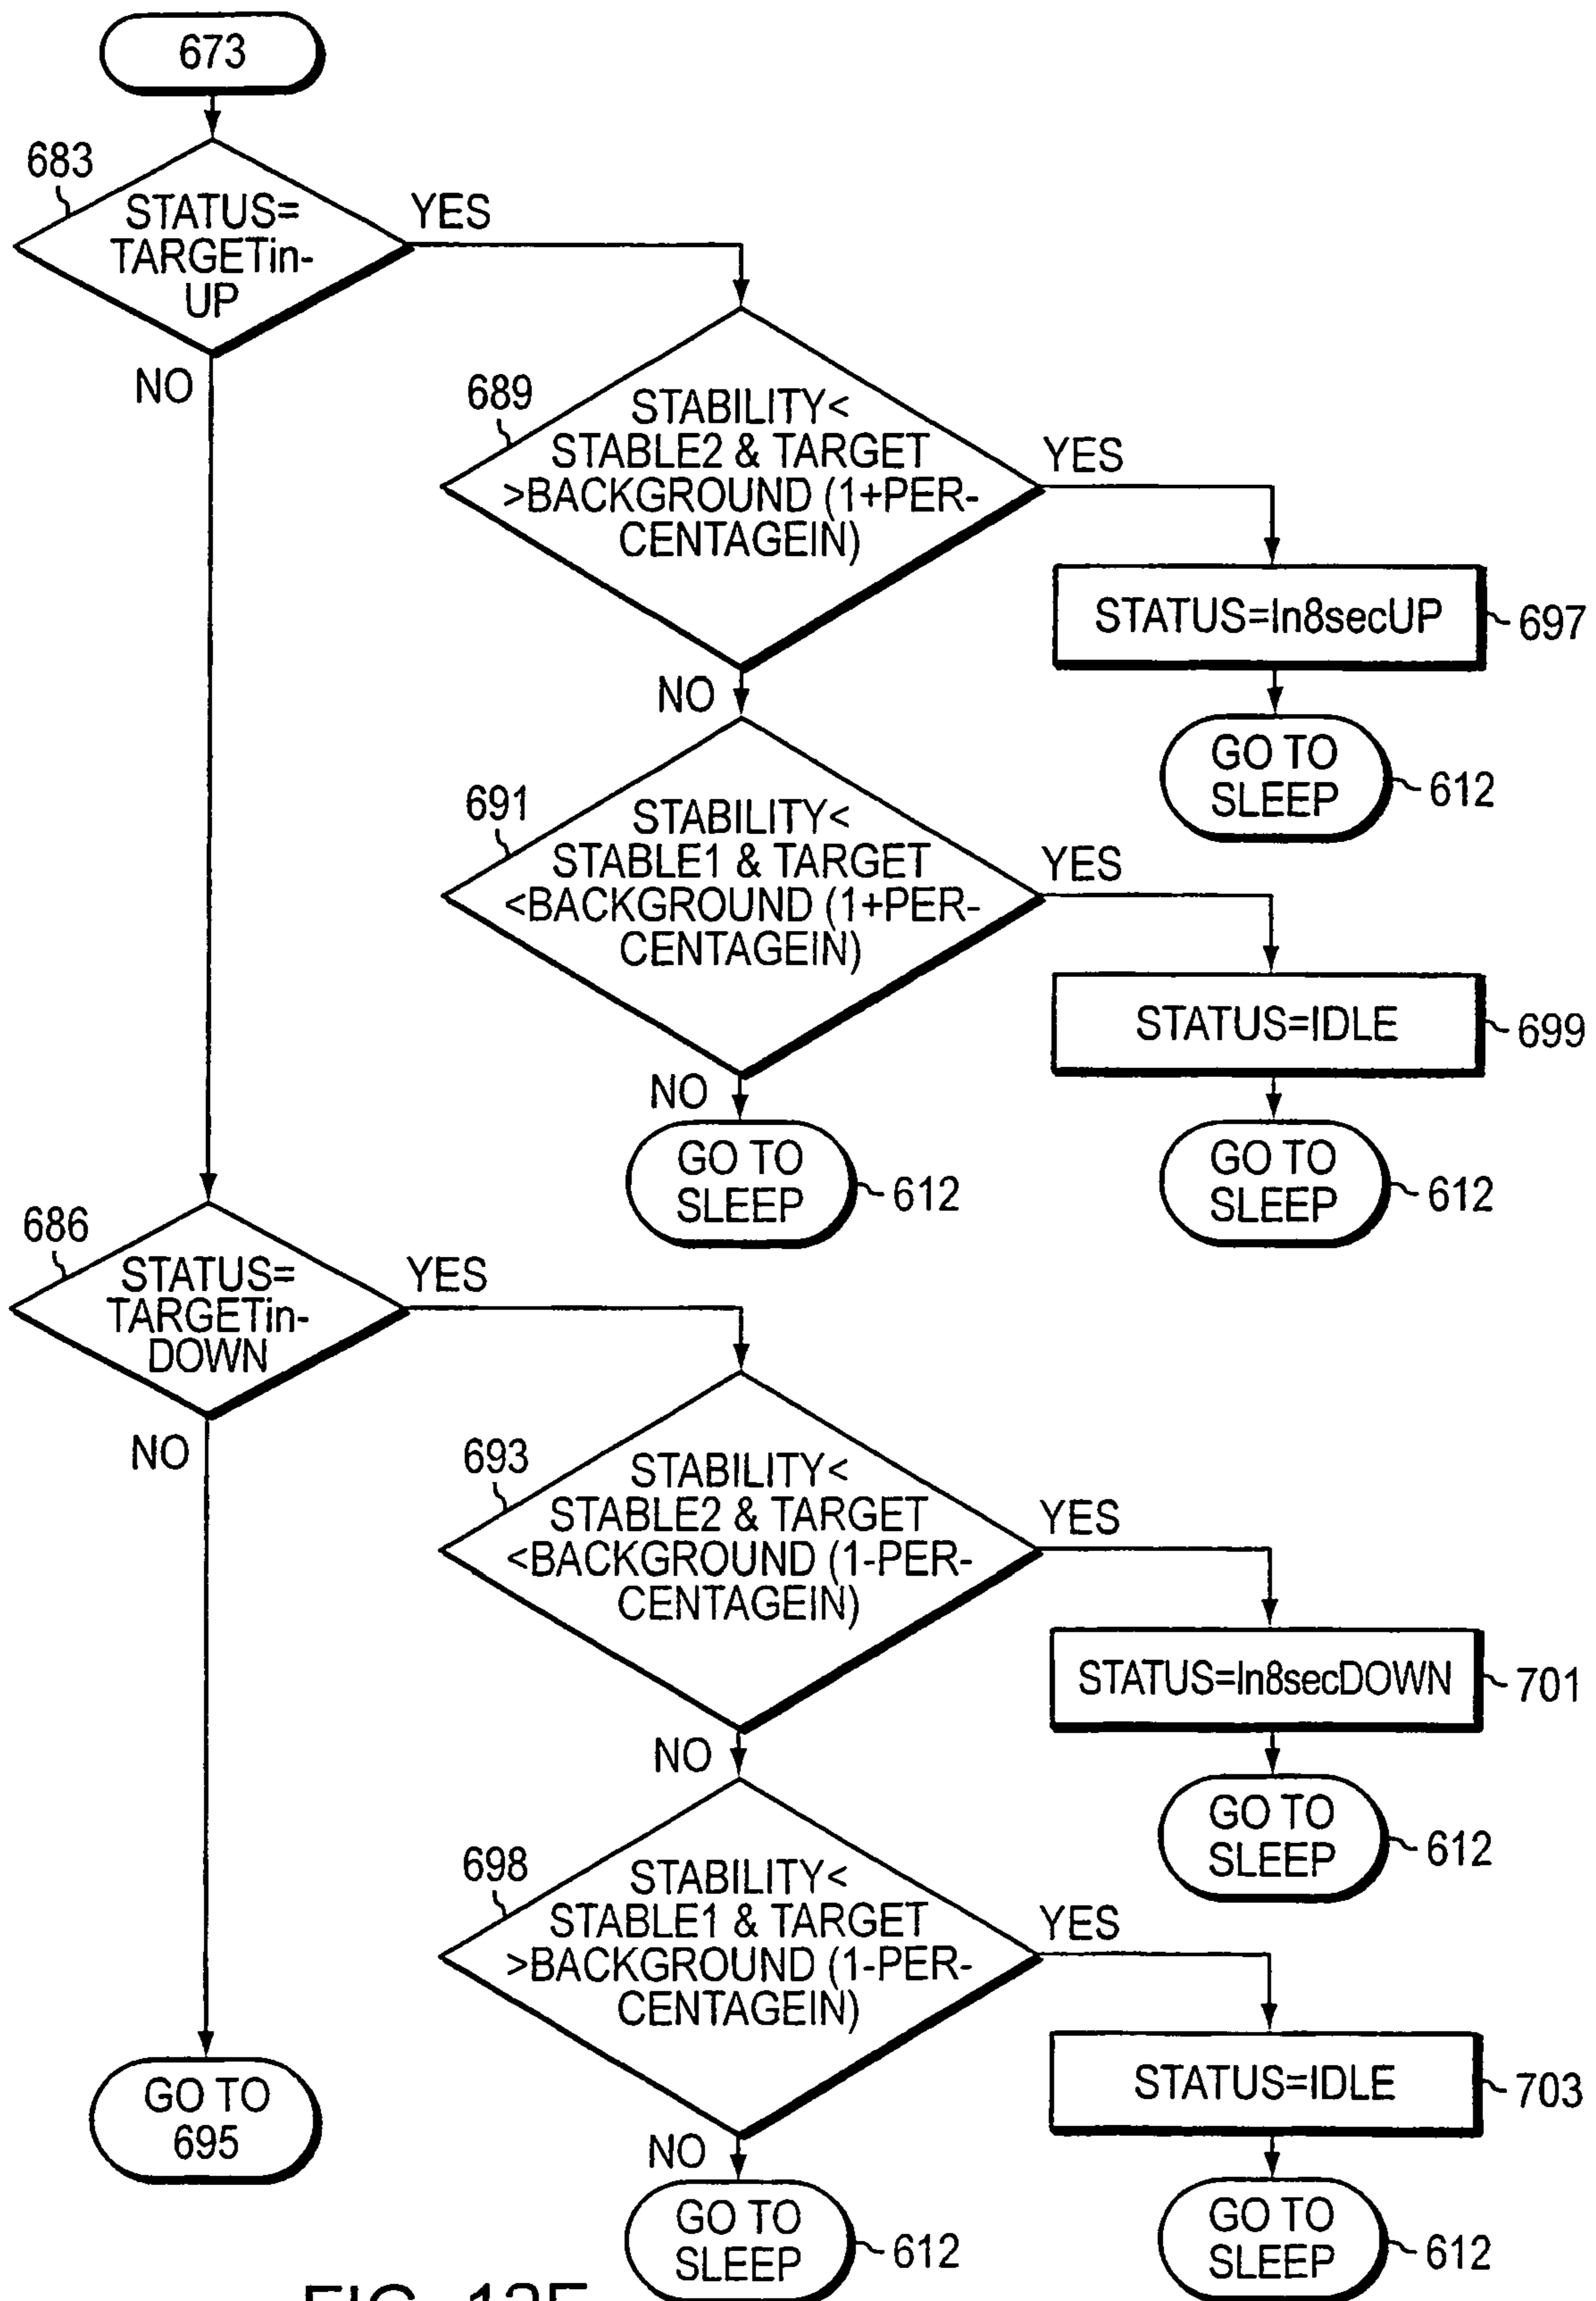 673
683
STATUS=
TARGETin-
UP
YES
NO
689
STABILITY<
STABLE2 & TARGET
>BACKGROUND (1+PER-
CENTAGEIN)
YES
STATUS=In8secUP
697
GO TO
SLEEP
612
NO
691
STABILITY<
STABLE1 & TARGET
<BACKGROUND (1+PER-
CENTAGEIN)
YES
STATUS=IDLE
699
NO
GO TO
SLEEP
612
GO TO
SLEEP
612
686
STATUS=
TARGETin-
DOWN
YES
NO
693
STABILITY<
STABLE2 & TARGET
<BACKGROUND (1-PER-
CENTAGEIN)
YES
STATUS=In8secDOWN
701
GO TO
SLEEP
612
NO
698
STABILITY<
STABLE1 & TARGET
>BACKGROUND (1-PER-
CENTAGEIN)
YES
STATUS=IDLE
703
GO TO
695
NO
GO TO
SLEEP
612
GO TO
SLEEP
612
FIG.